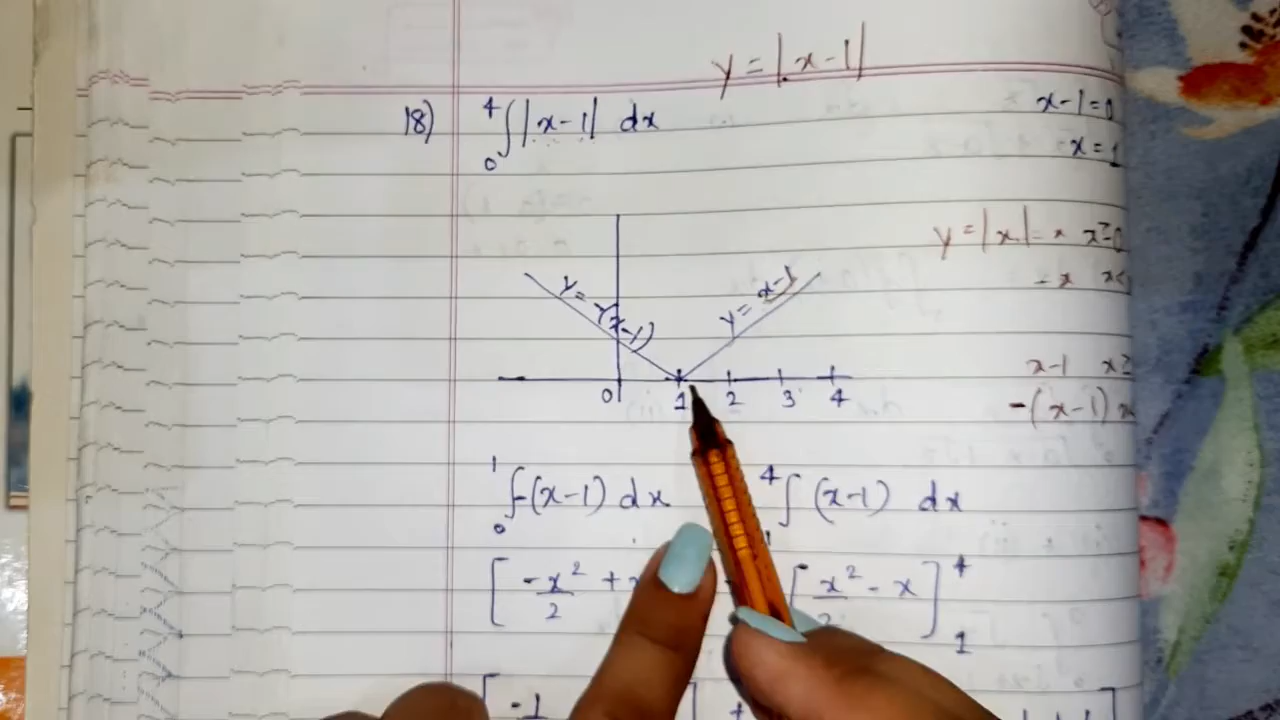 y = |x-1|
18) ⁴∫₀ |x-1| dx
x-1=0
x = 1
y = |x| = x x≥0
-x x<
y = -(x-1) y = x-1
x-1 x≥
-(x-1)
0 1 2 3 4
¹∫₀ -(x-1) dx ⁴∫₁ (x-1) dx
[ -x²/2 + [ x²/2 - x ]⁴₁
[ -1 ] + ]